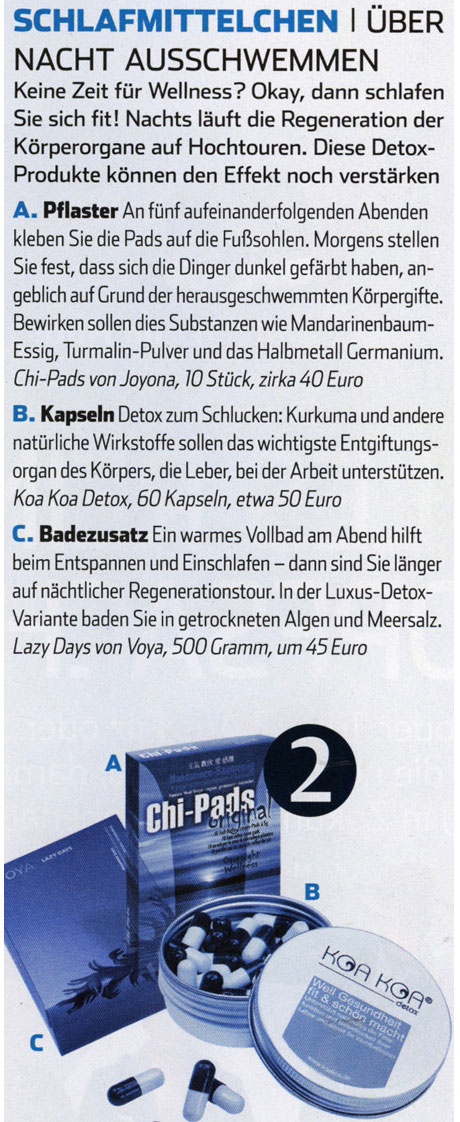 SCHLAFMITTELCHEN | ÜBER
NACHT AUSSCHWEMMEN
Keine Zeit für Wellness? Okay, dann schlafen
Sie sich fit! Nachts läuft die Regeneration der
Körperorgane auf Hochtouren. Diese Detox-
Produkte können den Effekt noch verstärken
A. Pflaster An fünf aufeinanderfolgenden Abenden
kleben Sie die Pads auf die Fußsohlen. Morgens stellen
Sie fest, dass sich die Dinger dunkel gefärbt haben, an-
geblich auf Grund der herausgeschwemmten Körpergifte.
Bewirken sollen dies Substanzen wie Mandarinenbaum-
Essig, Turmalin-Pulver und das Halbmetall Germanium.
Chi-Pads von Joyona, 10 Stück, zirka 40 Euro
B. Kapseln Detox zum Schlucken: Kurkuma und andere
natürliche Wirkstoffe sollen das wichtigste Entgiftungs-
organ des Körpers, die Leber, bei der Arbeit unterstützen.
Koa Koa Detox, 60 Kapseln, etwa 50 Euro
C. Badezusatz Ein warmes Vollbad am Abend hilft
beim Entspannen und Einschlafen – dann sind Sie länger
auf nächtlicher Regenerationstour. In der Luxus-Detox-
Variante baden Sie in getrockneten Algen und Meersalz.
Lazy Days von Voya, 500 Gramm, um 45 Euro
2
A
Chi-Pads
Chi-Pads
original
Wellness
OYA LAZY DAYS
B
KOA KOA®
detox
Weil Gesundheit
fit & schön macht
C